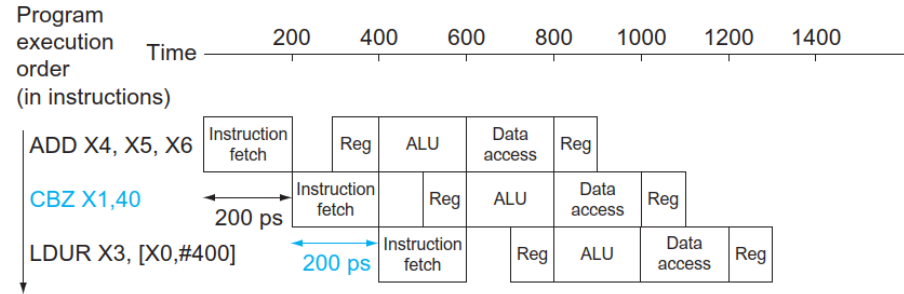 Program
execution
order
(in instructions)
Time
200 400 600 800 1000 1200 1400
ADD X4, X5, X6
Instruction
fetch
Reg
ALU
Data
access
Reg
CBZ X1,40
200 ps
Instruction
fetch
Reg
ALU
Data
access
Reg
LDUR X3, [X0,#400]
200 ps
Instruction
fetch
Reg
ALU
Data
access
Reg